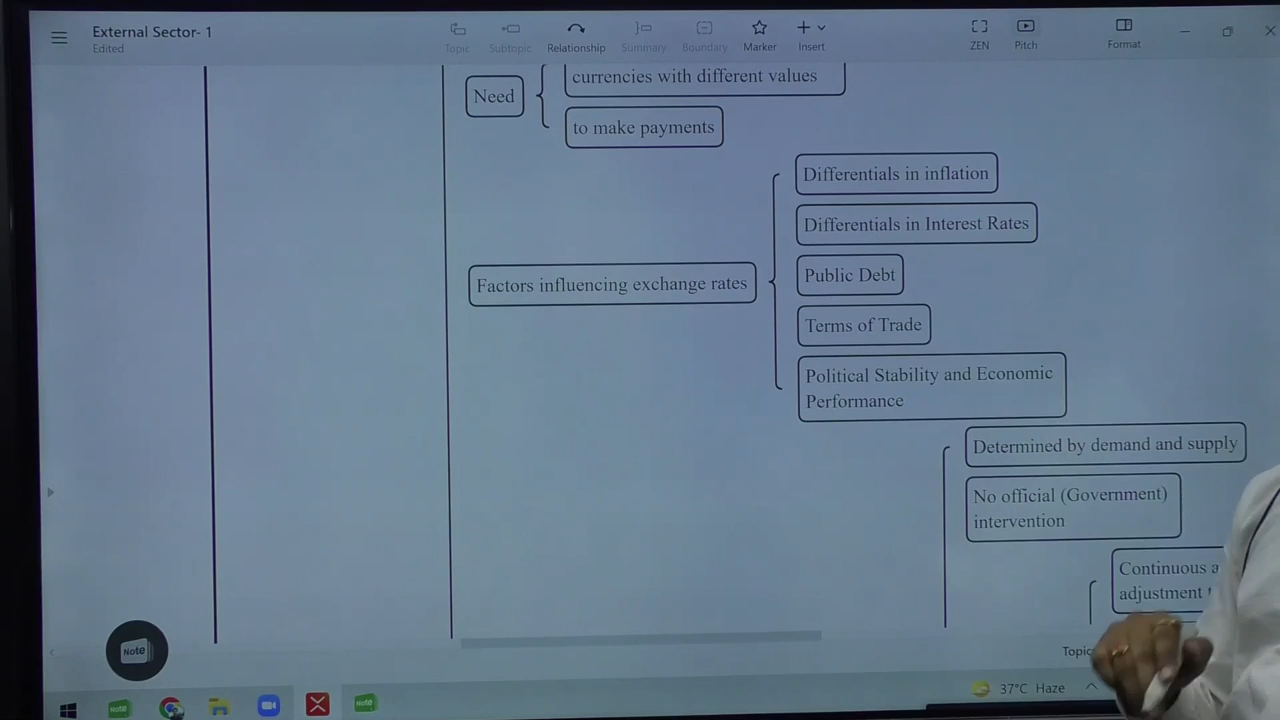 External Sector- 1
Edited
Topic
Subtopic
Relationship
Summary
Boundary
Marker
Insert
ZEN
Pitch
Format
currencies with different values
Need
to make payments
Differentials in inflation
Differentials in Interest Rates
Public Debt
Factors influencing exchange rates
Terms of Trade
Political Stability and Economic
Performance
Determined by demand and supply
No official (Government)
intervention
Continuous a
adjustment
Note
Topic
37°C Haze
Note
Note